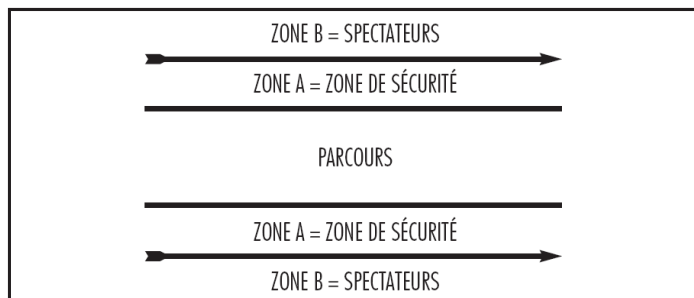 ZONE B = SPECTATEURS
ZONE A = ZONE DE SÉCURITÉ
PARCOURS
ZONE A = ZONE DE SÉCURITÉ
ZONE B = SPECTATEURS